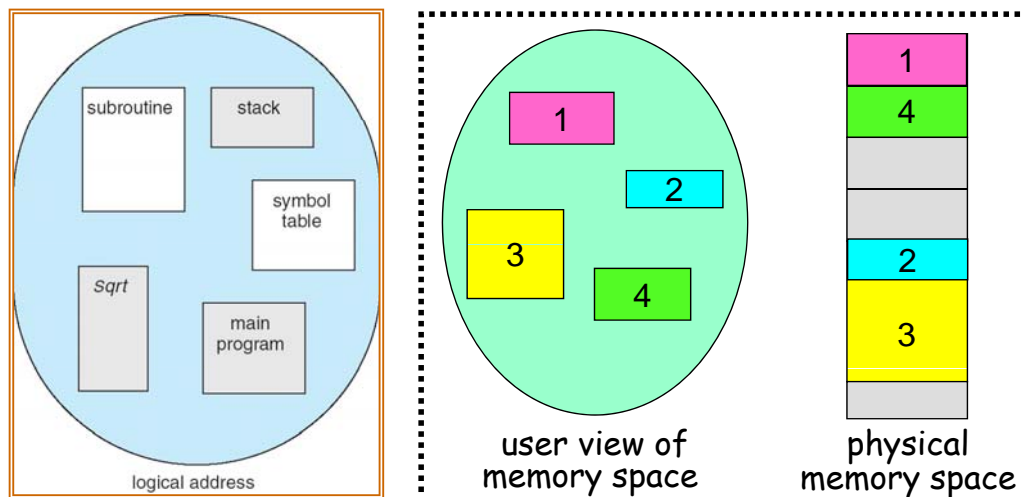 subroutine
stack
symbol
table
Sqrt
main
program
logical address
1
2
3
4
user view of
memory space
1
4
2
3
physical
memory space